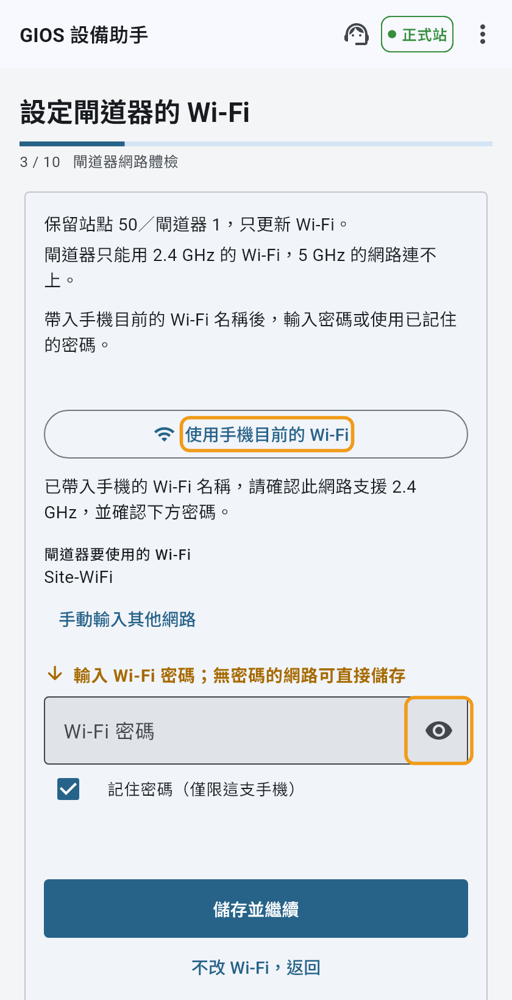 GIOS 設備助手
正式站
設定閘道器的 Wi-Fi
3 / 10 閘道器網路體檢
保留站點 50／閘道器 1，只更新 Wi-Fi。
閘道器只能用 2.4 GHz 的 Wi-Fi，5 GHz 的網路連不
上。
帶入手機目前的 Wi-Fi 名稱後，輸入密碼或使用已記住
的密碼。
使用手機目前的 Wi-Fi
已帶入手機的 Wi-Fi 名稱，請確認此網路支援 2.4
GHz，並確認下方密碼。
閘道器要使用的 Wi-Fi
Site-WiFi
手動輸入其他網路
輸入 Wi-Fi 密碼；無密碼的網路可直接儲存
Wi-Fi 密碼
記住密碼（僅限這支手機）
儲存並繼續
不改 Wi-Fi，返回